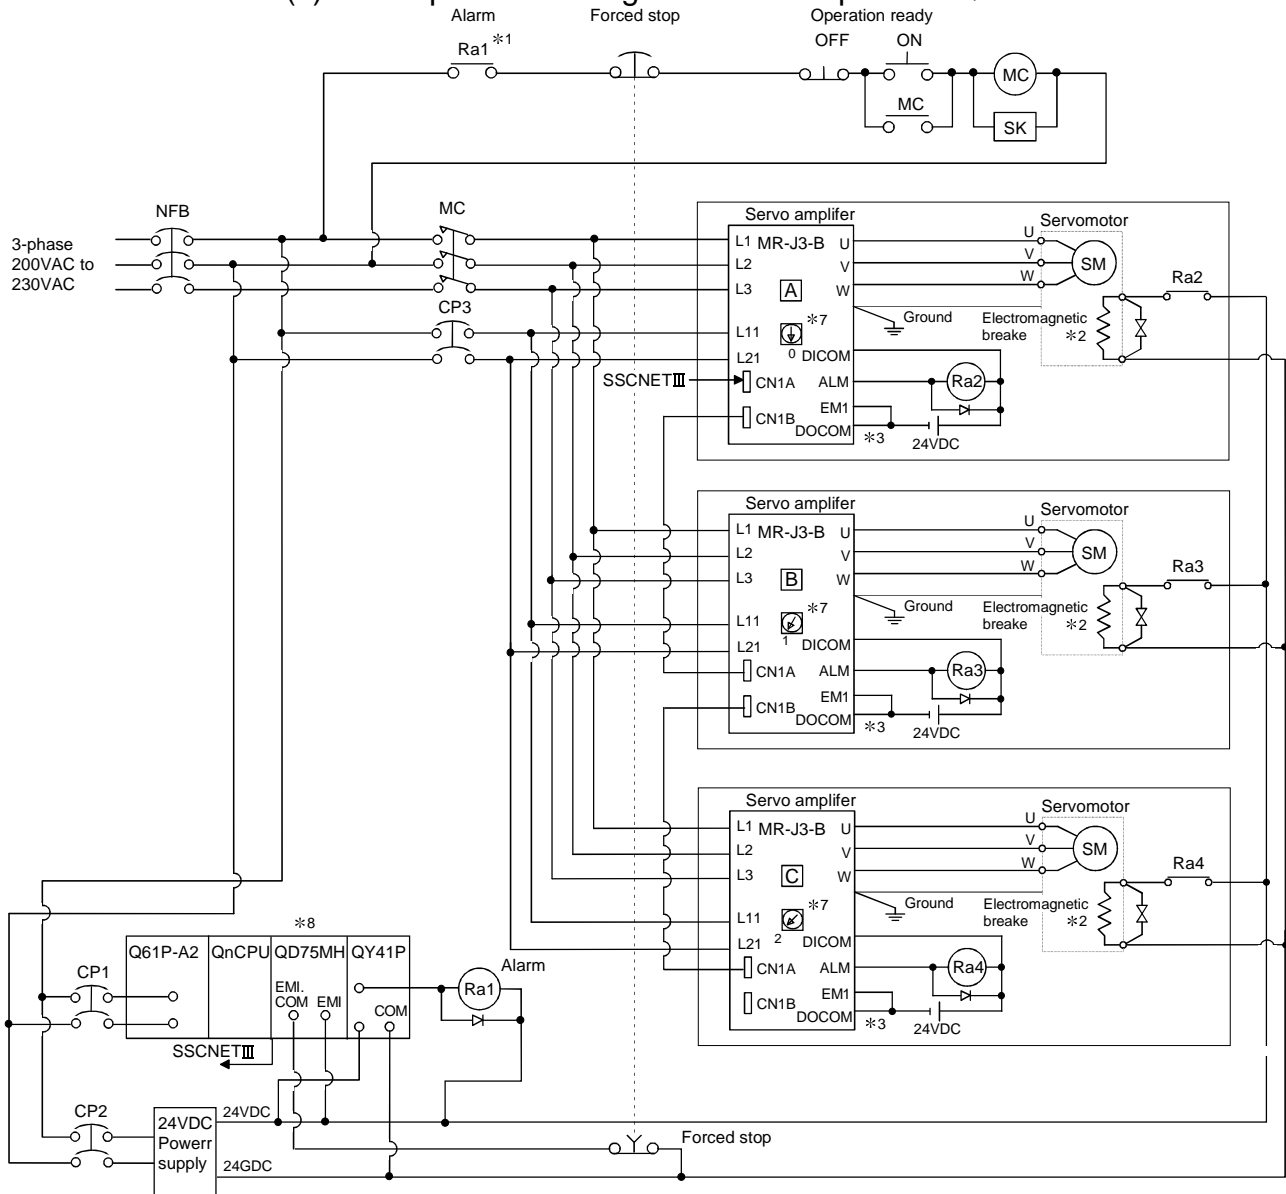 Alarm
Forced stop
Operation ready
Ra1 *1
OFF
ON
MC
MC
SK
NFB
MC
3-phase
200VAC to
230VAC
CP3
Servo amplifer
L1 MR-J3-B U
L2 V
L3 A W
*7
L11
0
L21 DICOM
SSCNETIII
CN1A ALM
EM1
CN1B DOCOM
*3
24VDC
Ground
Servomotor
U
V
W
SM
Electromagnetic
breake *2
Ra2
Ra2
Servo amplifer
L1 MR-J3-B U
L2 V
L3 B W
*7
L11
1
L21 DICOM
CN1A ALM
EM1
CN1B DOCOM
*3
24VDC
Ground
Servomotor
U
V
W
SM
Electromagnetic
breake *2
Ra3
Ra3
Servo amplifer
L1 MR-J3-B U
L2 V
L3 C W
*7
L11
2
L21 DICOM
CN1A ALM
EM1
CN1B DOCOM
*3
24VDC
Ground
Servomotor
U
V
W
SM
Electromagnetic
breake *2
Ra4
Ra4
*8
Q61P-A2 QnCPU QD75MH QY41P
CP1
EMI.
COM EMI
COM
Alarm
Ra1
SSCNETIII
CP2
24VDC
Powerr
supply
24VDC
24GDC
Forced stop